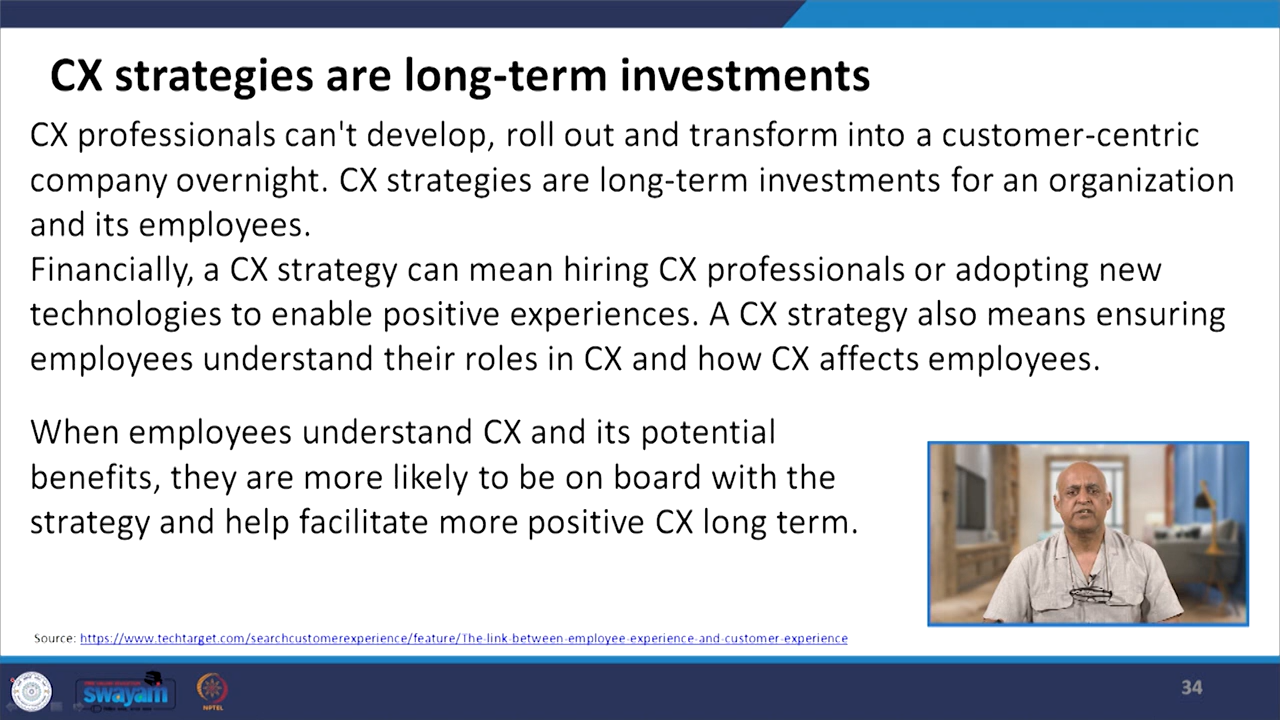 CX strategies are long-term investments
CX professionals can't develop, roll out and transform into a customer-centric
company overnight. CX strategies are long-term investments for an organization
and its employees.
Financially, a CX strategy can mean hiring CX professionals or adopting new
technologies to enable positive experiences. A CX strategy also means ensuring
employees understand their roles in CX and how CX affects employees.
When employees understand CX and its potential
benefits, they are more likely to be on board with the
strategy and help facilitate more positive CX long term.
Source: https://www.techtarget.com/searchcustomerexperience/feature/The-link-between-employee-experience-and-customer-experience
swayam
NPTEL
34